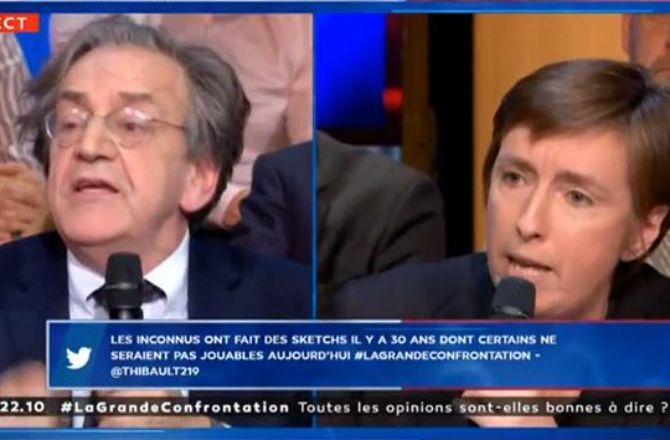 ECT
LES INCONNUS ONT FAIT DES SKETCHS IL Y A 30 ANS DONT CERTAINS NE
SERAIENT PAS JOUABLES AUJOURD'HUI #LAGRANDECONFRONTATION -
@THIBAULT219
22.10 #LaGrandeConfrontation Toutes les opinions sont-elles bonnes à dire ?